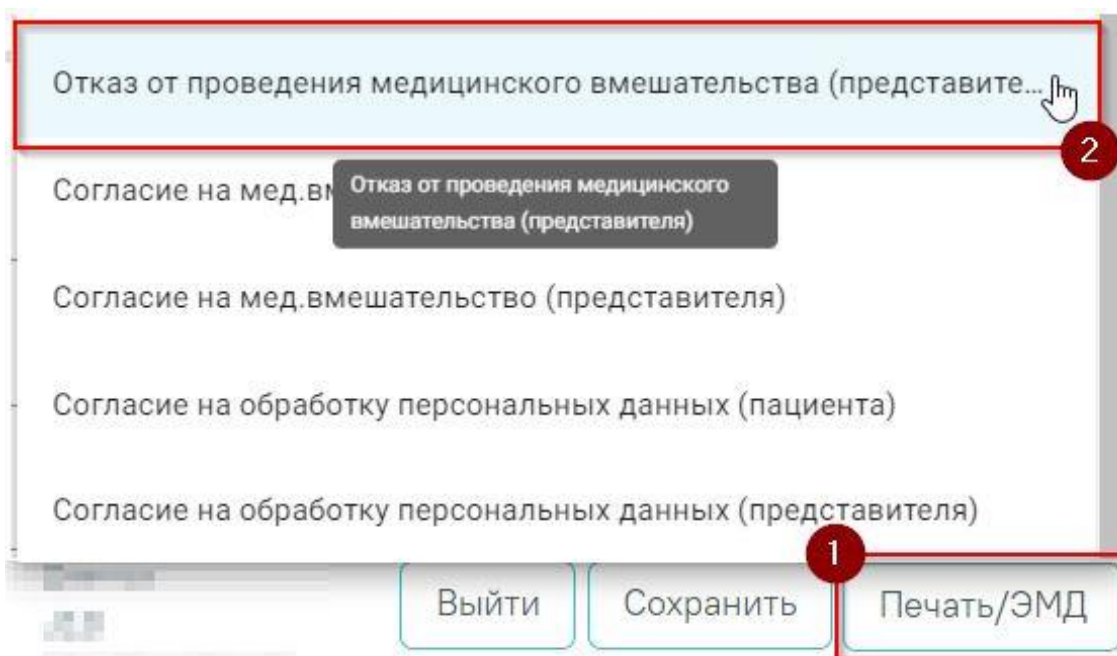 Отказ от проведения медицинского вмешательства (представите...
2
Согласие на мед.вм
Отказ от проведения медицинского
вмешательства (представителя)
Согласие на мед.вмешательство (представителя)
Согласие на обработку персональных данных (пациента)
Согласие на обработку персональных данных (представителя)
1
Выйти
Сохранить
Печать/ЭМД